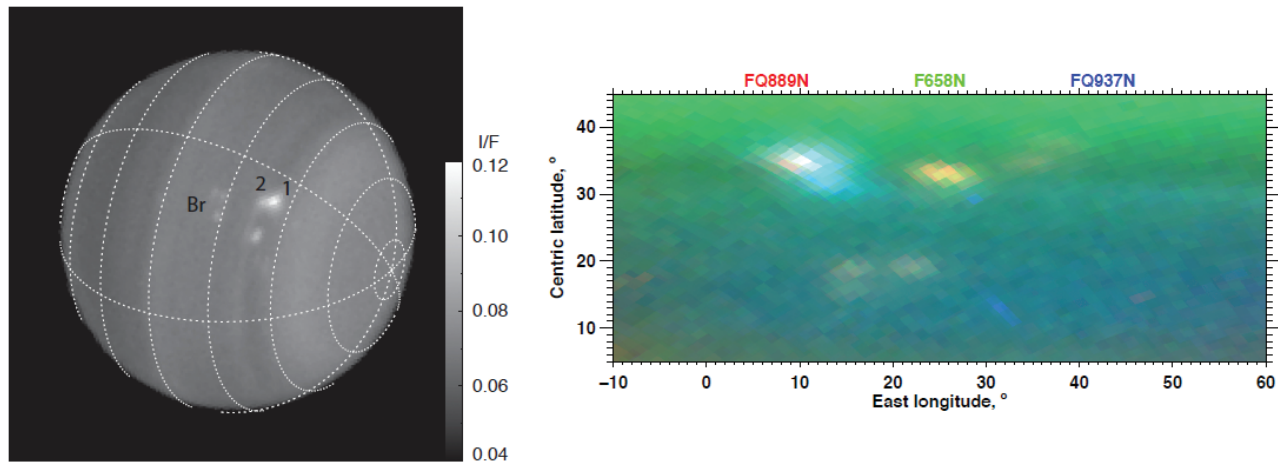 2 1
Br
I/F
0.12
0.10
0.08
0.06
0.04
FQ889N F658N FQ937N
Centric latitude, °
40
30
20
10
−10 0 10 20 30 40 50 60
East longitude, °